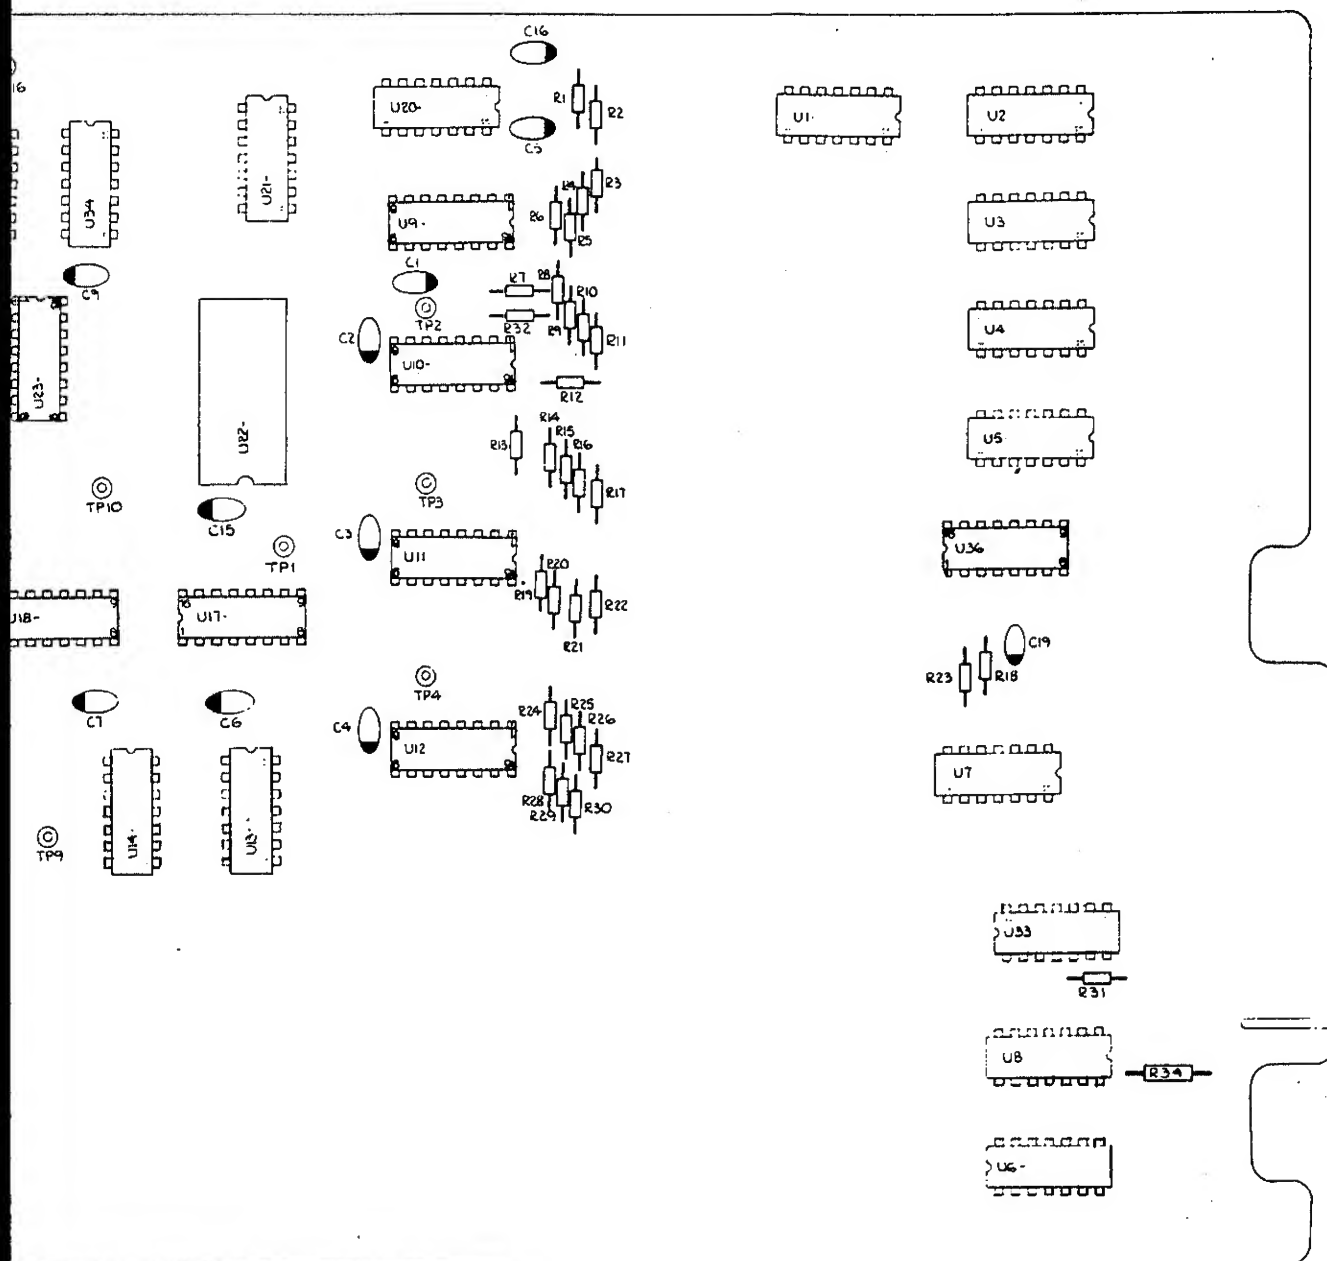 C16
16
U20-
R1
R2
U1
U2
C5
U34
U21-
R3
R4
R6
R5
U9-
U3
C1
C9
R7
R8
R10
TP2
R32
R9
R11
C2
U4
U10-
R12
U23-
R14
R15
R16
R13
U22-
U5
R17
TP10
TP3
C15
C3
U11
U36
TP1
R20
R19
R22
U18-
U17-
R21
C19
R23
R18
TP4
C7
C6
C4
R24
R25
R26
U12
R27
U7
R28
R29
R30
U14-
U13-
TP9
U33
R31
U8
R34
U6-